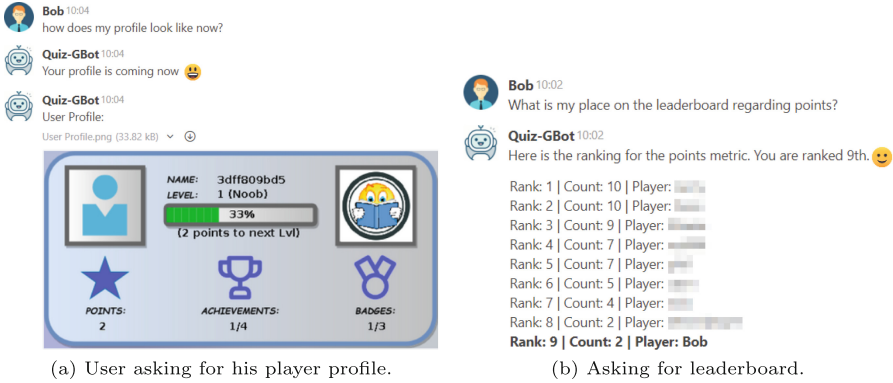 Bob 10:04
how does my profile look like now?
Quiz-GBot 10:04
Your profile is coming now
Quiz-GBot 10:04
User Profile:
User Profile.png (33.82 kB)
NAME: 3dff809bd5
LEVEL: 1 (Noob)
33%
(2 points to next Lvl)
POINTS:
2
ACHIEVEMENTS:
1/4
BADGES:
1/3
(a) User asking for his player profile.
Bob 10:02
What is my place on the leaderboard regarding points?
Quiz-GBot 10:02
Here is the ranking for the points metric. You are ranked 9th.
Rank: 1 | Count: 10 | Player:
Rank: 2 | Count: 10 | Player:
Rank: 3 | Count: 9 | Player:
Rank: 4 | Count: 7 | Player:
Rank: 5 | Count: 7 | Player:
Rank: 6 | Count: 5 | Player:
Rank: 7 | Count: 4 | Player:
Rank: 8 | Count: 2 | Player:
Rank: 9 | Count: 2 | Player: Bob
(b) Asking for leaderboard.